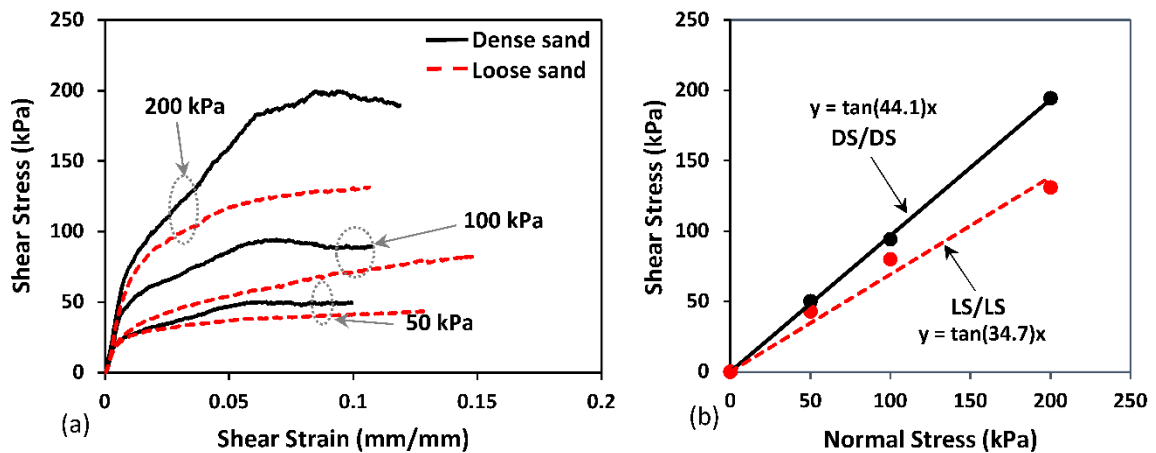 250
200
150
100
50
0
0
0.05
0.1
0.15
0.2
Shear Stress (kPa)
Shear Strain (mm/mm)
Dense sand
Loose sand
200 kPa
100 kPa
50 kPa
(a)
250
200
150
100
50
0
0
50
100
150
200
250
Shear Stress (kPa)
Normal Stress (kPa)
y = tan(44.1)x
DS/DS
LS/LS
y = tan(34.7)x
(b)